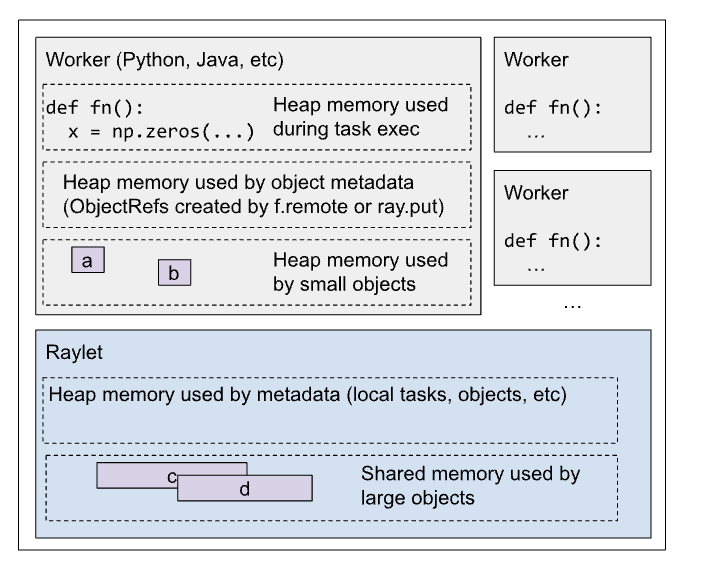 Worker (Python, Java, etc)
def fn():
x = np.zeros(...)
Heap memory used
during task exec
Heap memory used by object metadata
(ObjectRefs created by f.remote or ray.put)
a
b
Heap memory used
by small objects
Worker
def fn():
...
Worker
def fn():
...
...
Raylet
Heap memory used by metadata (local tasks, objects, etc)
c
d
Shared memory used by
large objects